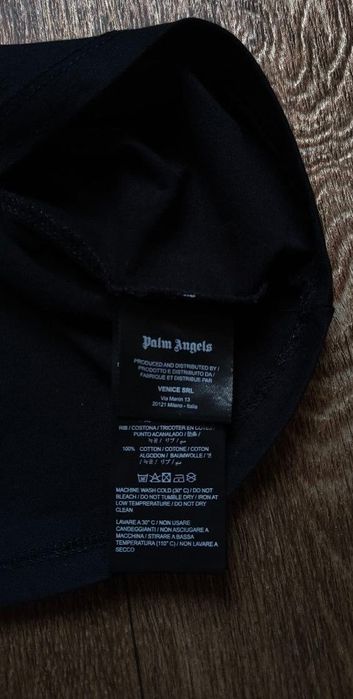 Palm Angels
PRODUCED AND DISTRIBUTED BY /
PRODOTTO E DISTRIBUITO DA /
FABRIQUE ET DISTRIBUE PAR
VENICE SRL
Via Manin 13
20121 Milano - Italia
RIB / COSTONA / TRICOTER EN COTES /
PUNTO ACANALADO /
100% COTTON / COTONE / COTON
ALGODON / BAUMWOLLE /
MACHINE WASH COLD (30° C) / DO NOT
BLEACH / DO NOT TUMBLE DRY / IRON AT
LOW TEMPRERATURE / DO NOT DRY
CLEAN
LAVARE A 30° C / NON USARE
CANDEGGIANTI / NON ASCIUGARE A
MACCHINA / STIRARE A BASSA
TEMPERATURA (110° C) / NON LAVARE A
SECCO